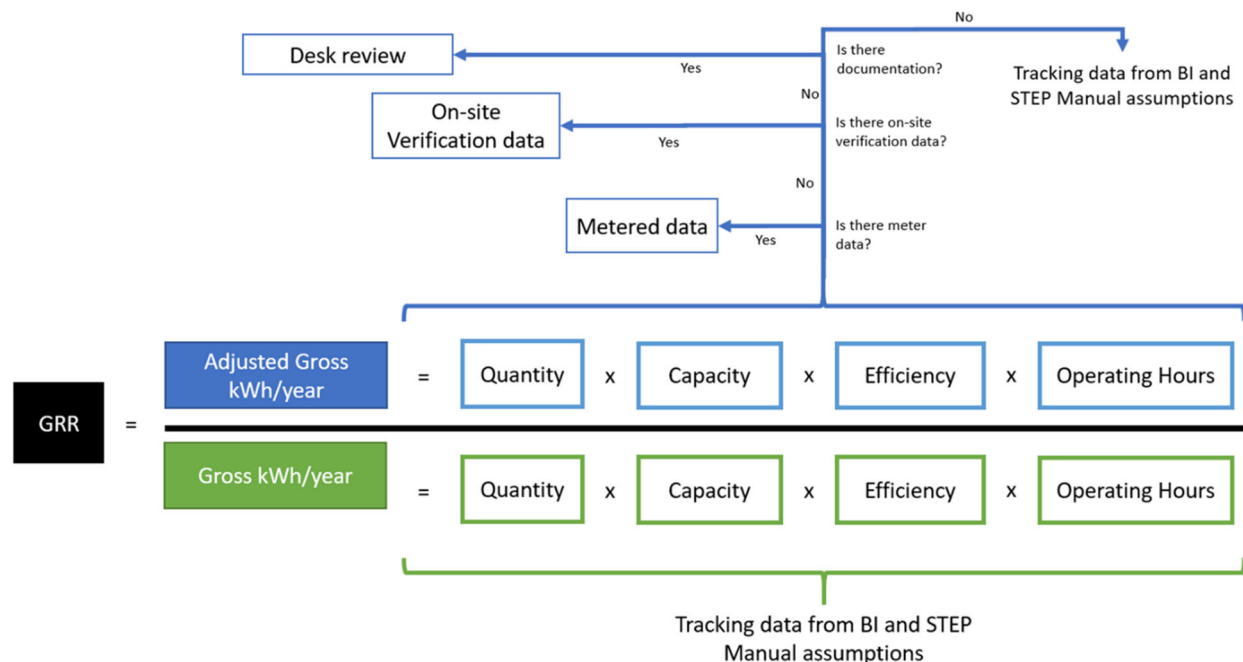 No
Desk review
Yes
Is there
documentation?
Tracking data from BI and
STEP Manual assumptions
No
On-site
Verification data
Yes
Is there on-site
verification data?
No
Metered data
Yes
Is there meter
data?
GRR
=
Adjusted Gross
kWh/year
= Quantity x Capacity x Efficiency x Operating Hours
Gross kWh/year
= Quantity x Capacity x Efficiency x Operating Hours
Tracking data from BI and STEP
Manual assumptions